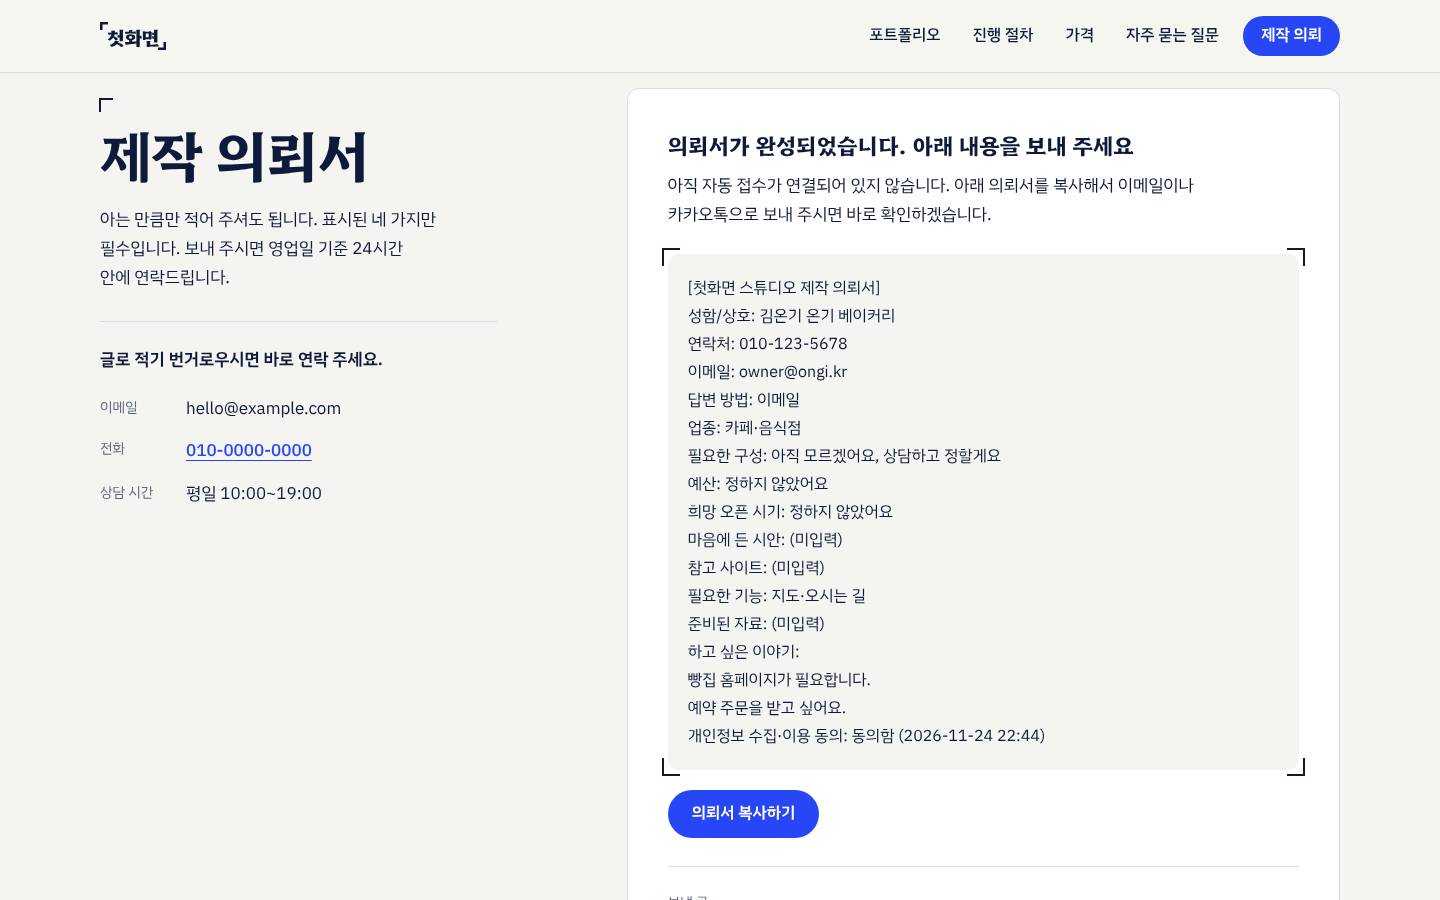 첫화면
포트폴리오
진행 절차
가격
자주 묻는 질문
제작 의뢰
제작 의뢰서
아는 만큼만 적어 주셔도 됩니다. 표시된 네 가지만
필수입니다. 보내 주시면 영업일 기준 24시간
안에 연락드립니다.
글로 적기 번거로우시면 바로 연락 주세요.
이메일 hello@example.com
전화 010-0000-0000
상담 시간 평일 10:00~19:00
의뢰서가 완성되었습니다. 아래 내용을 보내 주세요
아직 자동 접수가 연결되어 있지 않습니다. 아래 의뢰서를 복사해서 이메일이나
카카오톡으로 보내 주시면 바로 확인하겠습니다.
[첫화면 스튜디오 제작 의뢰서]
성함/상호: 김온기 온기 베이커리
연락처: 010-123-5678
이메일: owner@ongi.kr
답변 방법: 이메일
업종: 카페·음식점
필요한 구성: 아직 모르겠어요, 상담하고 정할게요
예산: 정하지 않았어요
희망 오픈 시기: 정하지 않았어요
마음에 든 시안: (미입력)
참고 사이트: (미입력)
필요한 기능: 지도·오시는 길
준비된 자료: (미입력)
하고 싶은 이야기:
빵집 홈페이지가 필요합니다.
예약 주문을 받고 싶어요.
개인정보 수집·이용 동의: 동의함 (2026-11-24 22:44)
의뢰서 복사하기